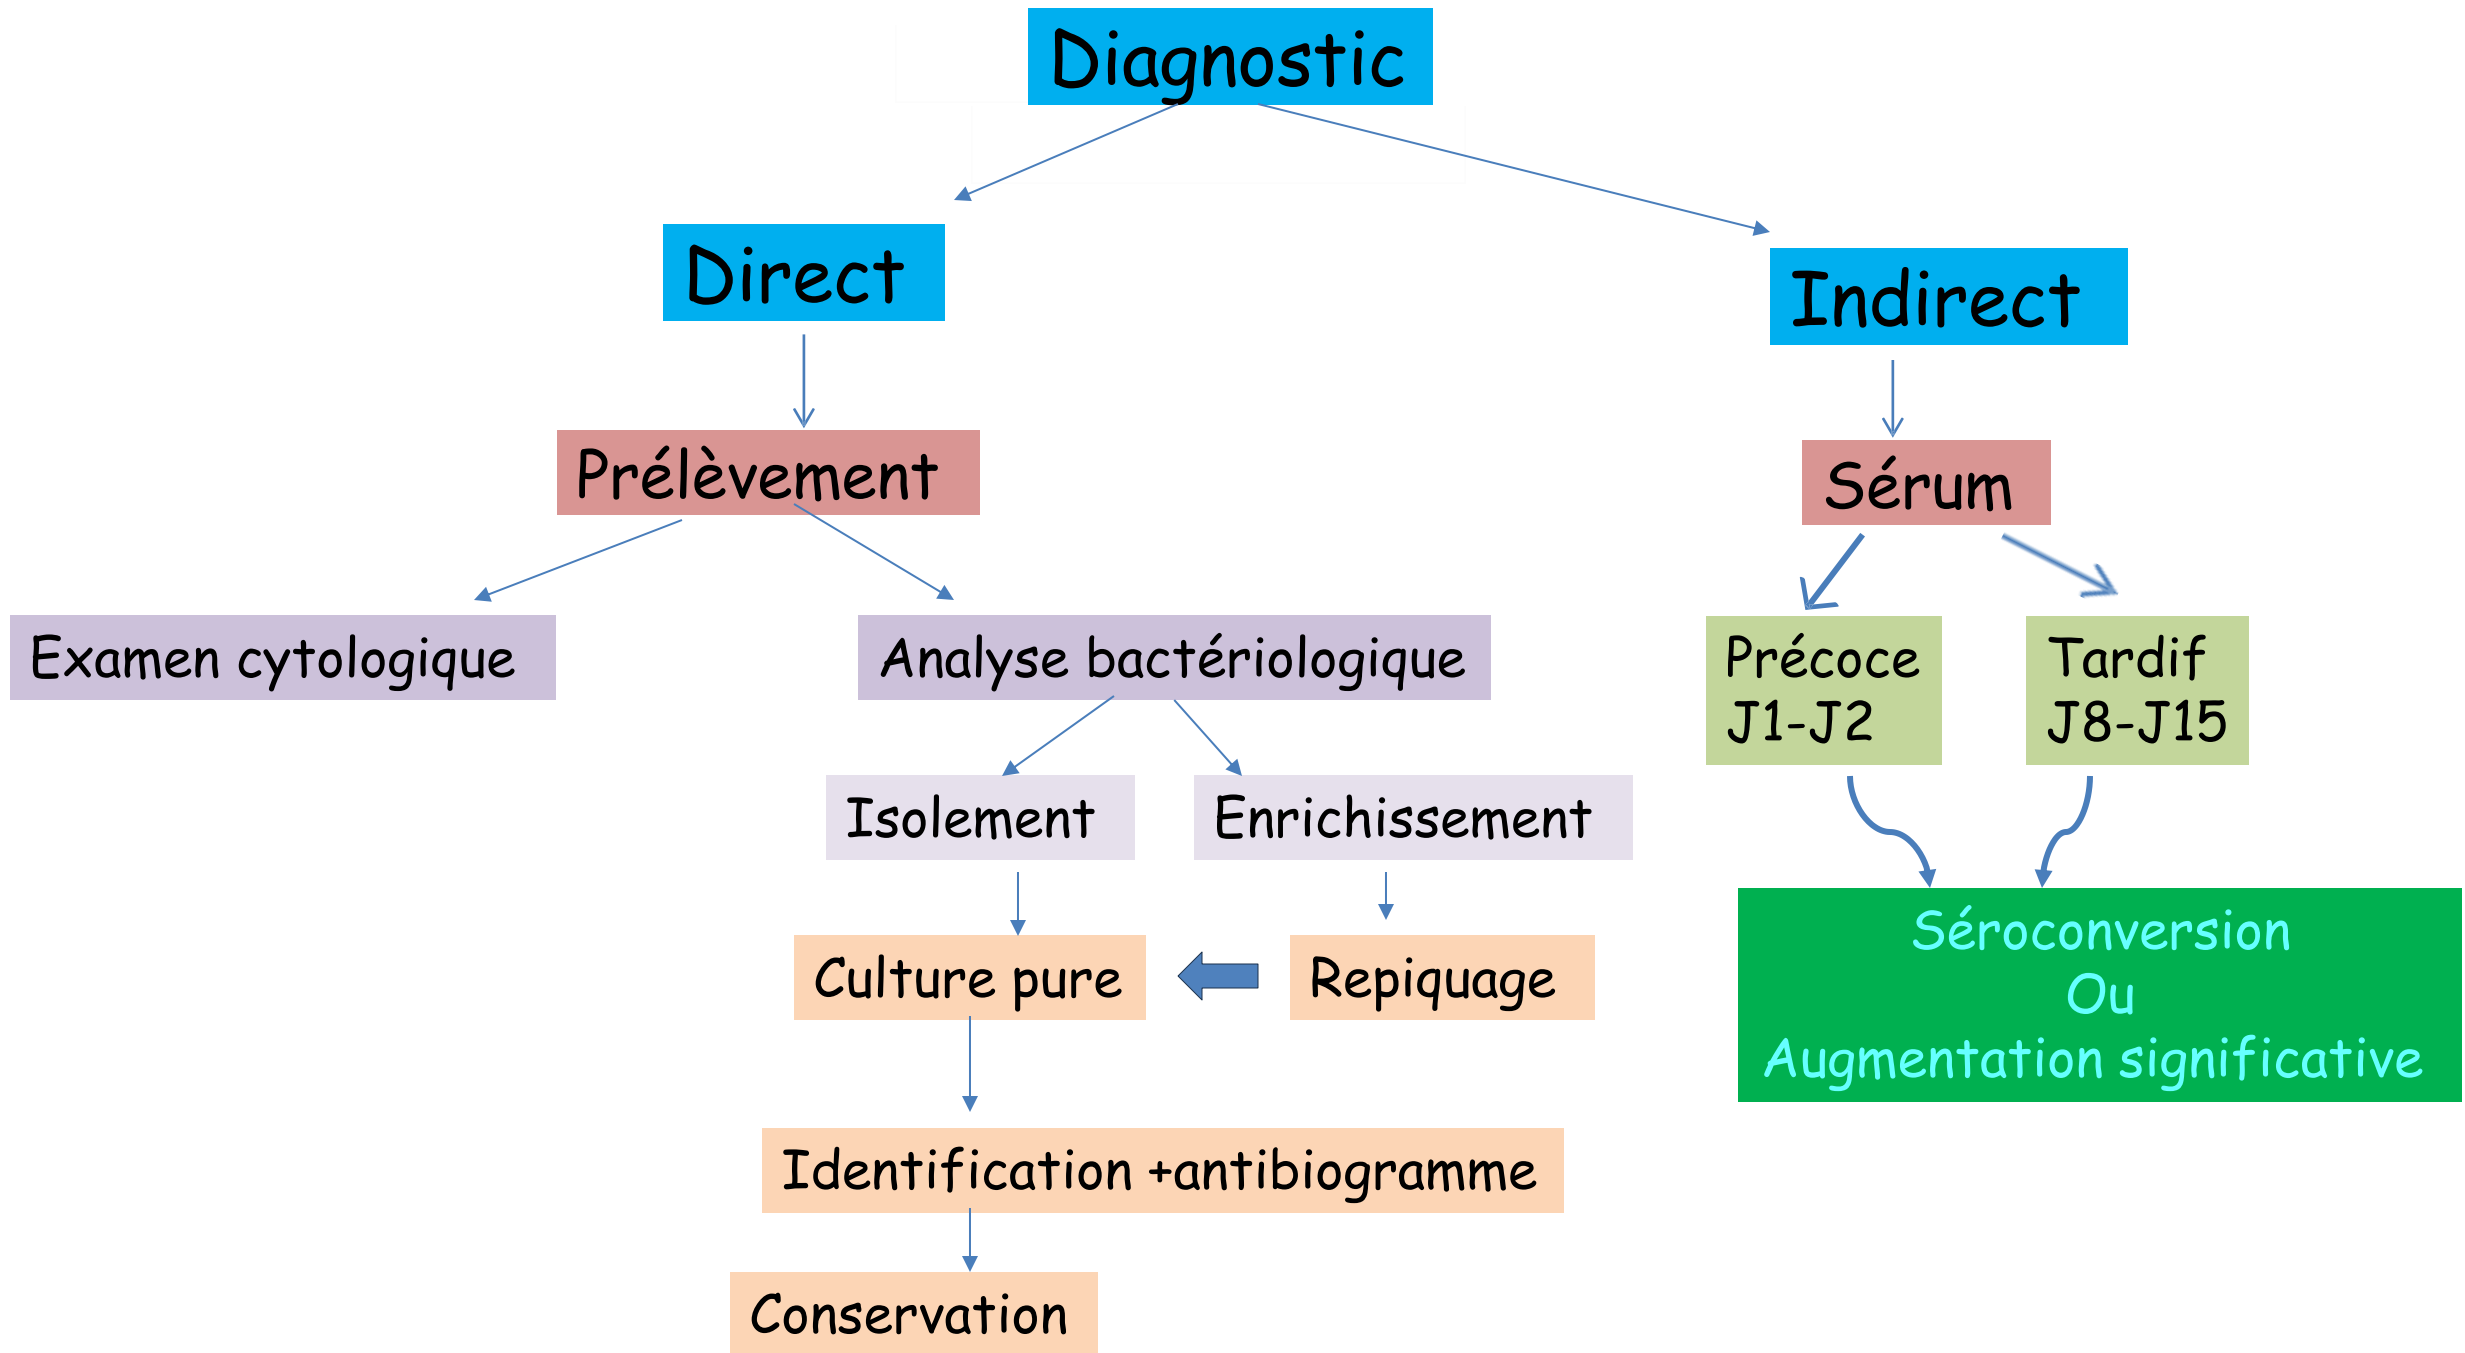 Diagnostic
Direct
Indirect
Prélèvement
Sérum
Examen cytologique
Analyse bactériologique
Précoce
J1-J2
Tardif
J8-J15
Isolement
Enrichissement
Culture pure
Repiquage
Séroconversion
Ou
Augmentation significative
Identification +antibiogramme
Conservation